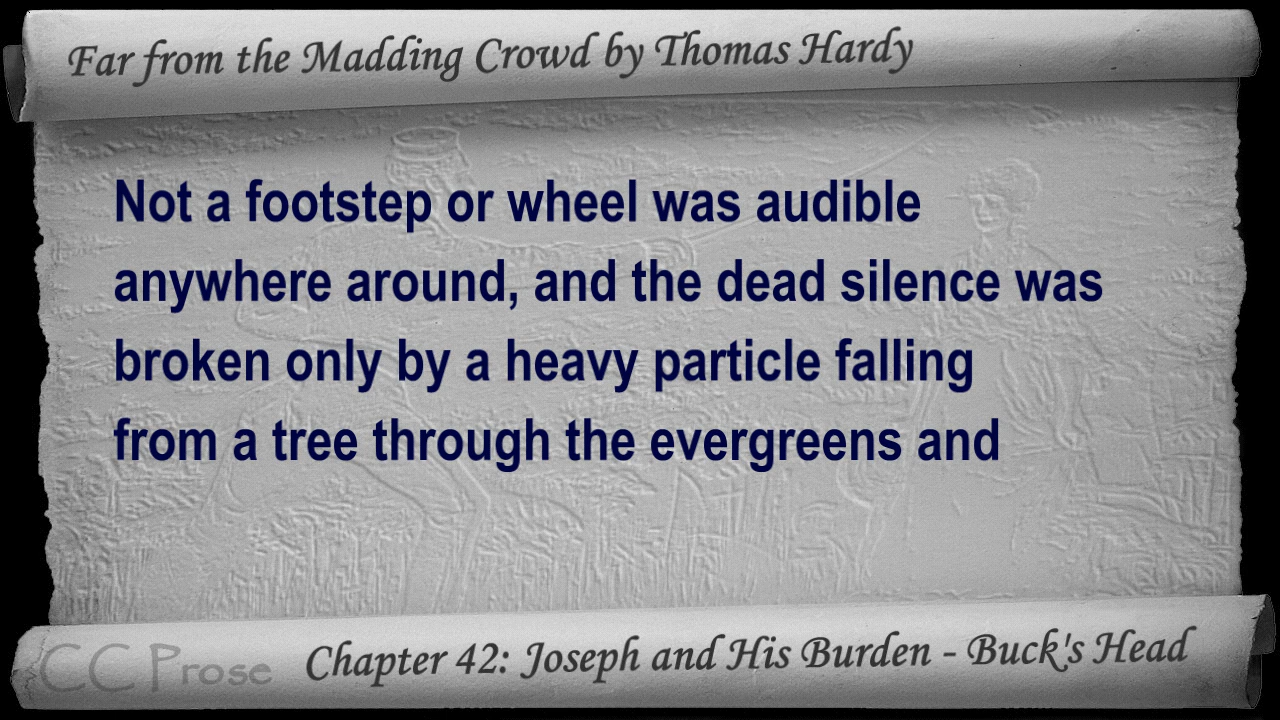 Far from the Madding Crowd by Thomas Hardy
Not a footstep or wheel was audible
anywhere around, and the dead silence was
broken only by a heavy particle falling
from a tree through the evergreens and
CC Prose
Chapter 42: Joseph and His Burden - Buck's Head